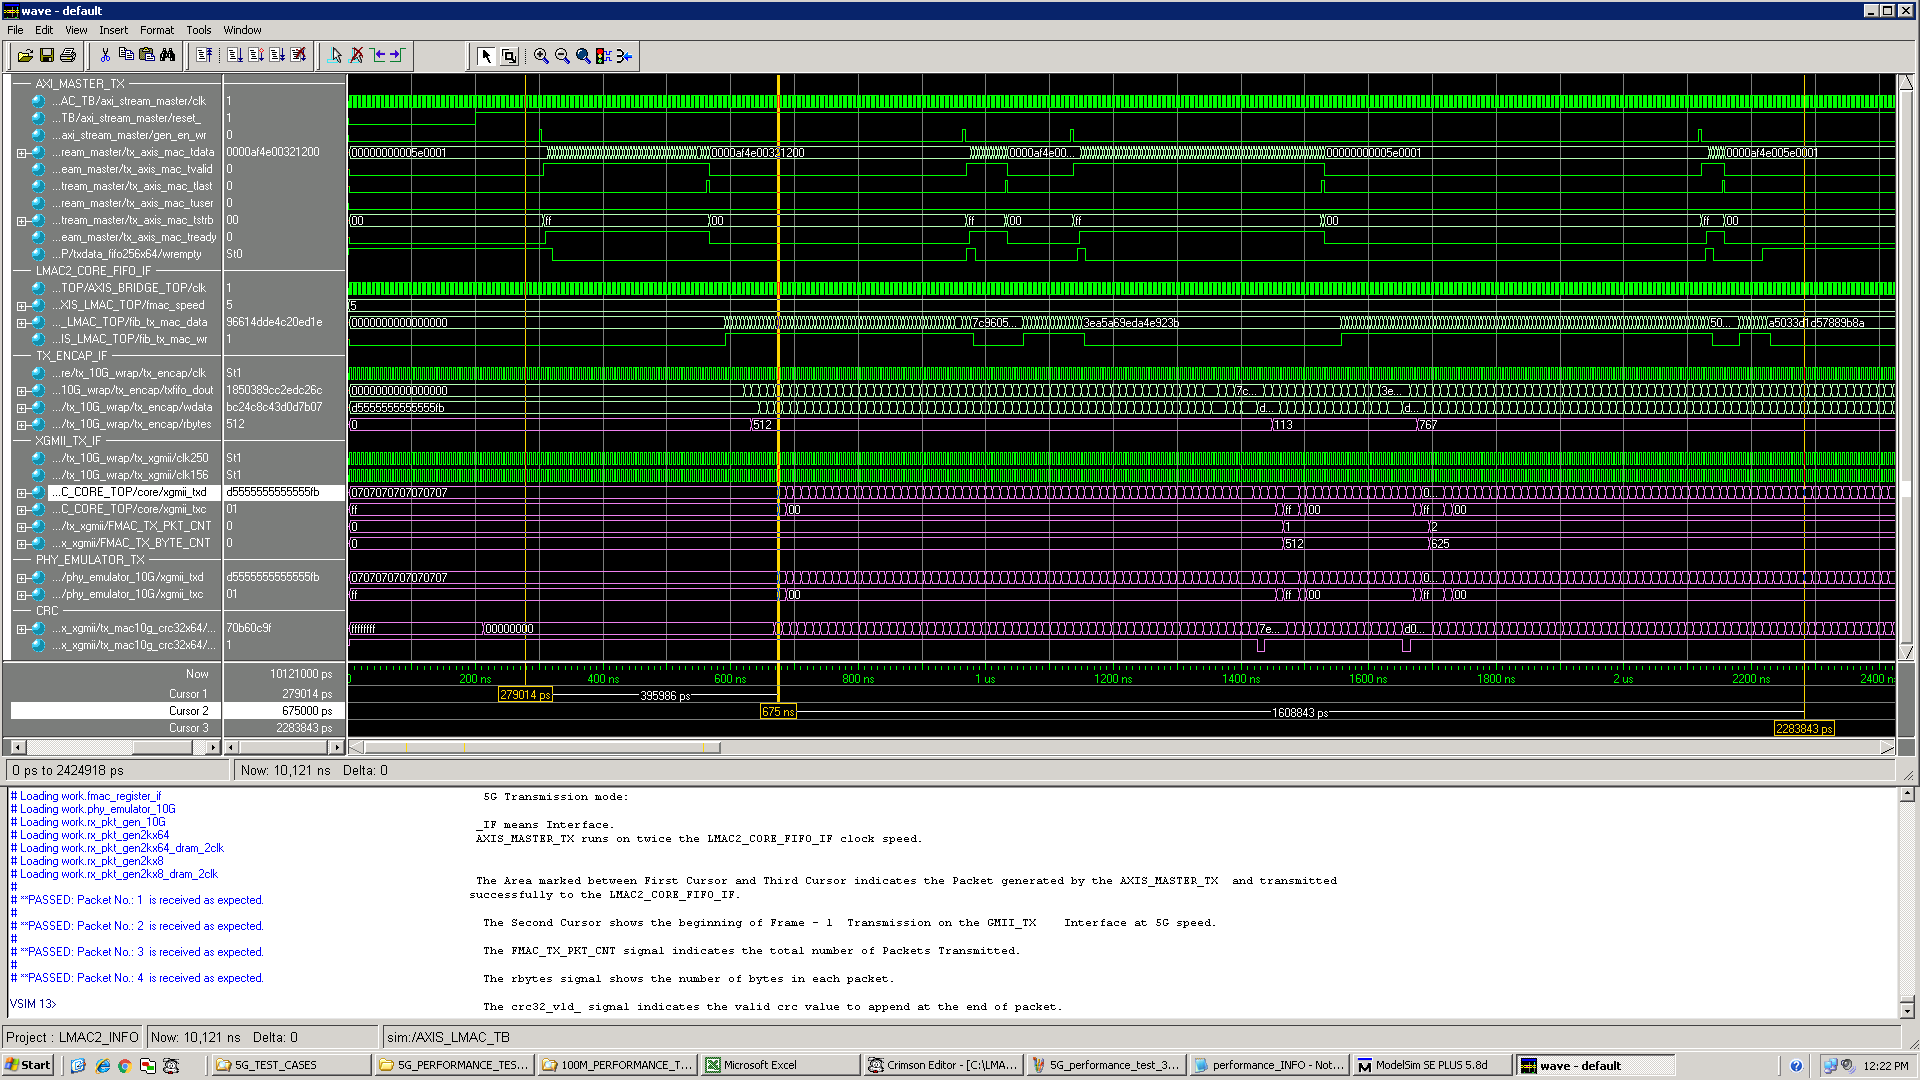 wave - default
File Edit View Insert Format Tools Window
AXI_MASTER_TX
...AC_TB/axi_stream_master/clk 1
...TB/axi_stream_master/reset_ 1
...axi_stream_master/gen_en_wr 0
...ream_master/tx_axis_mac_tdata 0000af4e00321200 00000000005e0001 0000af4e00321200 0000af4e00... 00000000005e0001 0000af4e005e0001
...eam_master/tx_axis_mac_tvalid 0
...tream_master/tx_axis_mac_tlast 0
...ream_master/tx_axis_mac_tuser 0
...tream_master/tx_axis_mac_tstrb 00 00 ff 00 ff 00 ff 00 ff 00
...eam_master/tx_axis_mac_tready 0
...P/txdata_fifo256x64/wrempty St0
LMAC2_CORE_FIFO_IF
...TOP/AXIS_BRIDGE_TOP/clk 1
...XIS_LMAC_TOP/fmac_speed 5 5
..._LMAC_TOP/fib_tx_mac_data 96614dde4c20ed1e 0000000000000000 7c9605... 3ea5a69eda4e923b 50... a5033d1d57889b8a
...IS_LMAC_TOP/fib_tx_mac_wr 1
TX_ENCAP_IF
...re/tx_10G_wrap/tx_encap/clk St1
...10G_wrap/tx_encap/txfifo_dout 1850389cc2edc26c 0000000000000000 7c... 3e...
.../tx_10G_wrap/tx_encap/wdata bc24c8c43d0d7b07 d5555555555555fb d... d...
.../tx_10G_wrap/tx_encap/rbytes 512 0 512 113 767
XGMII_TX_IF
.../tx_10G_wrap/tx_xgmii/clk250 St1
.../tx_10G_wrap/tx_xgmii/clk156 St1
...C_CORE_TOP/core/xgmii_txd d5555555555555fb 0707070707070707 0...
...C_CORE_TOP/core/xgmii_txc 01 ff 00 ff 00 ff 00
.../tx_xgmii/FMAC_TX_PKT_CNT 0 0 1 2
...x_xgmii/FMAC_TX_BYTE_CNT 0 0 512 625
PHY_EMULATOR_TX
.../phy_emulator_10G/xgmii_txd d5555555555555fb 0707070707070707 0...
.../phy_emulator_10G/xgmii_txc 01 ff 00 ff 00 ff 00
CRC
...x_xgmii/tx_mac10g_crc32x64/... 70b60c9f ffffffff 00000000 7e... d0...
...x_xgmii/tx_mac10g_crc32x64/... 1
Now 10121000 ps 0 200 ns 400 ns 600 ns 800 ns 1 us 1200 ns 1400 ns 1600 ns 1800 ns 2 us 2200 ns 2400 n
Cursor 1 279014 ps 279014 ps 395986 ps
Cursor 2 675000 ps 675 ns 1608843 ps
Cursor 3 2283843 ps 2283843 ps
0 ps to 2424918 ps Now: 10,121 ns Delta: 0
# Loading work.fmac_register_if
# Loading work.phy_emulator_10G
# Loading work.rx_pkt_gen_10G
# Loading work.rx_pkt_gen2kx64
# Loading work.rx_pkt_gen2kx64_dram_2clk
# Loading work.rx_pkt_gen2kx8
# Loading work.rx_pkt_gen2kx8_dram_2clk
#
# **PASSED: Packet No.: 1 is received as expected.
#
# **PASSED: Packet No.: 2 is received as expected.
#
# **PASSED: Packet No.: 3 is received as expected.
#
# **PASSED: Packet No.: 4 is received as expected.
VSIM 13>
5G Transmission mode:
_IF means Interface.
AXIS_MASTER_TX runs on twice the LMAC2_CORE_FIFO_IF clock speed.
The Area marked between First Cursor and Third Cursor indicates the Packet generated by the AXIS_MASTER_TX and transmitted
successfully to the LMAC2_CORE_FIFO_IF.
The Second Cursor shows the beginning of Frame - 1 Transmission on the GMII_TX Interface at 5G speed.
The FMAC_TX_PKT_CNT signal indicates the total number of Packets Transmitted.
The rbytes signal shows the number of bytes in each packet.
The crc32_vld_ signal indicates the valid crc value to append at the end of packet.
Project : LMAC2_INFO Now: 10,121 ns Delta: 0 sim:/AXIS_LMAC_TB
Start 5G_TEST_CASES 5G_PERFORMANCE_TES... 100M_PERFORMANCE_T... Microsoft Excel Crimson Editor - [C:\LMA... 5G_performance_test_3... performance_INFO - Not... ModelSim SE PLUS 5.8d wave - default 12:22 PM